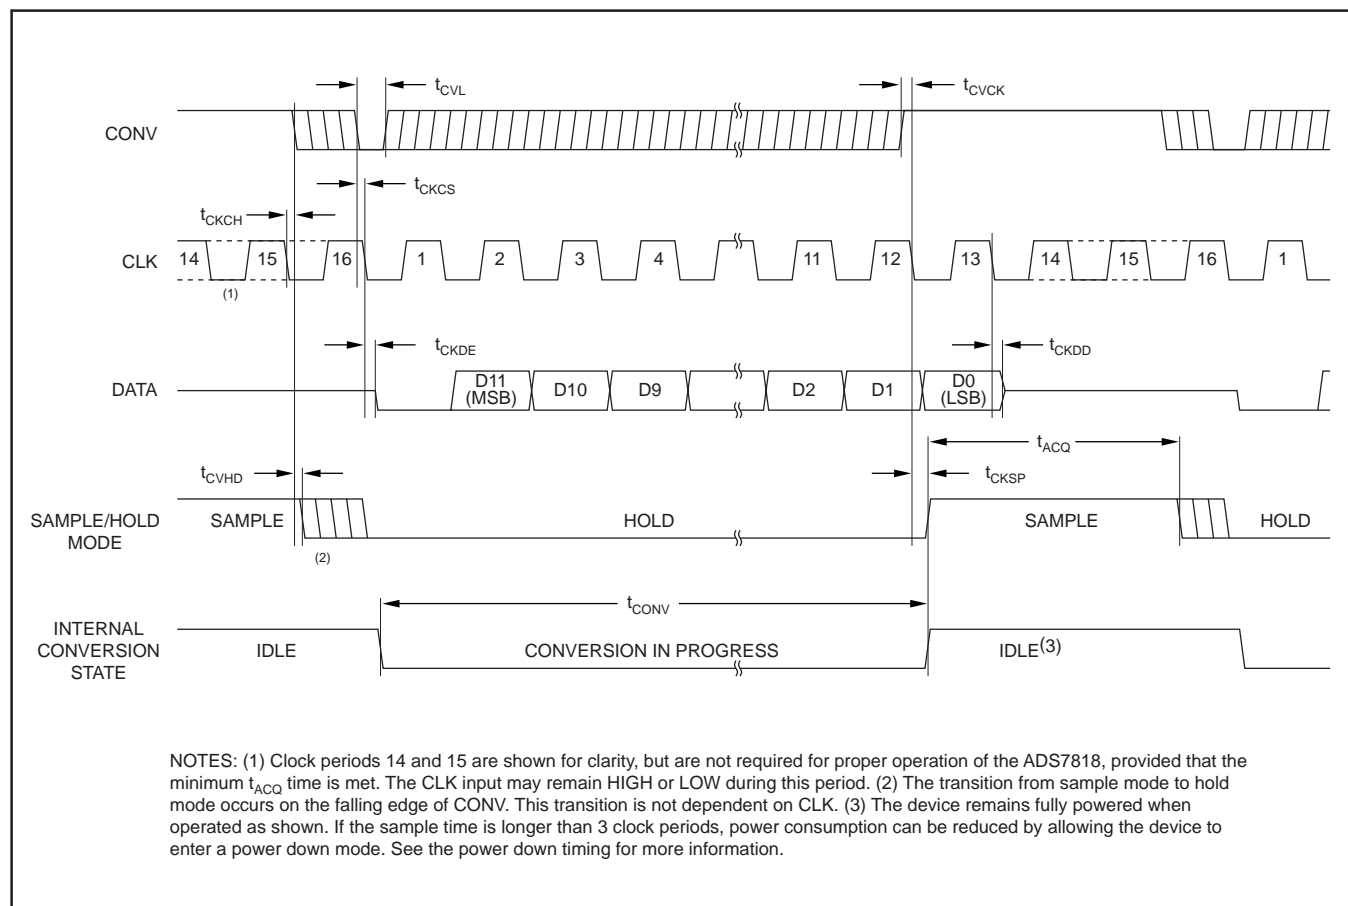 tCVL
tCVCK
CONV
tCKCS
tCKCH
CLK
14 15 16 1 2 3 4 11 12 13 14 15 16 1
(1)
tCKDE
tCKDD
DATA
D11
(MSB)
D10 D9 D2 D1
D0
(LSB)
tACQ
tCVHD
tCKSP
SAMPLE/HOLD
MODE
SAMPLE HOLD SAMPLE HOLD
(2)
tCONV
INTERNAL
CONVERSION
STATE
IDLE CONVERSION IN PROGRESS IDLE(3)
NOTES: (1) Clock periods 14 and 15 are shown for clarity, but are not required for proper operation of the ADS7818, provided that the
minimum tACQ time is met. The CLK input may remain HIGH or LOW during this period. (2) The transition from sample mode to hold
mode occurs on the falling edge of CONV. This transition is not dependent on CLK. (3) The device remains fully powered when
operated as shown. If the sample time is longer than 3 clock periods, power consumption can be reduced by allowing the device to
enter a power down mode. See the power down timing for more information.